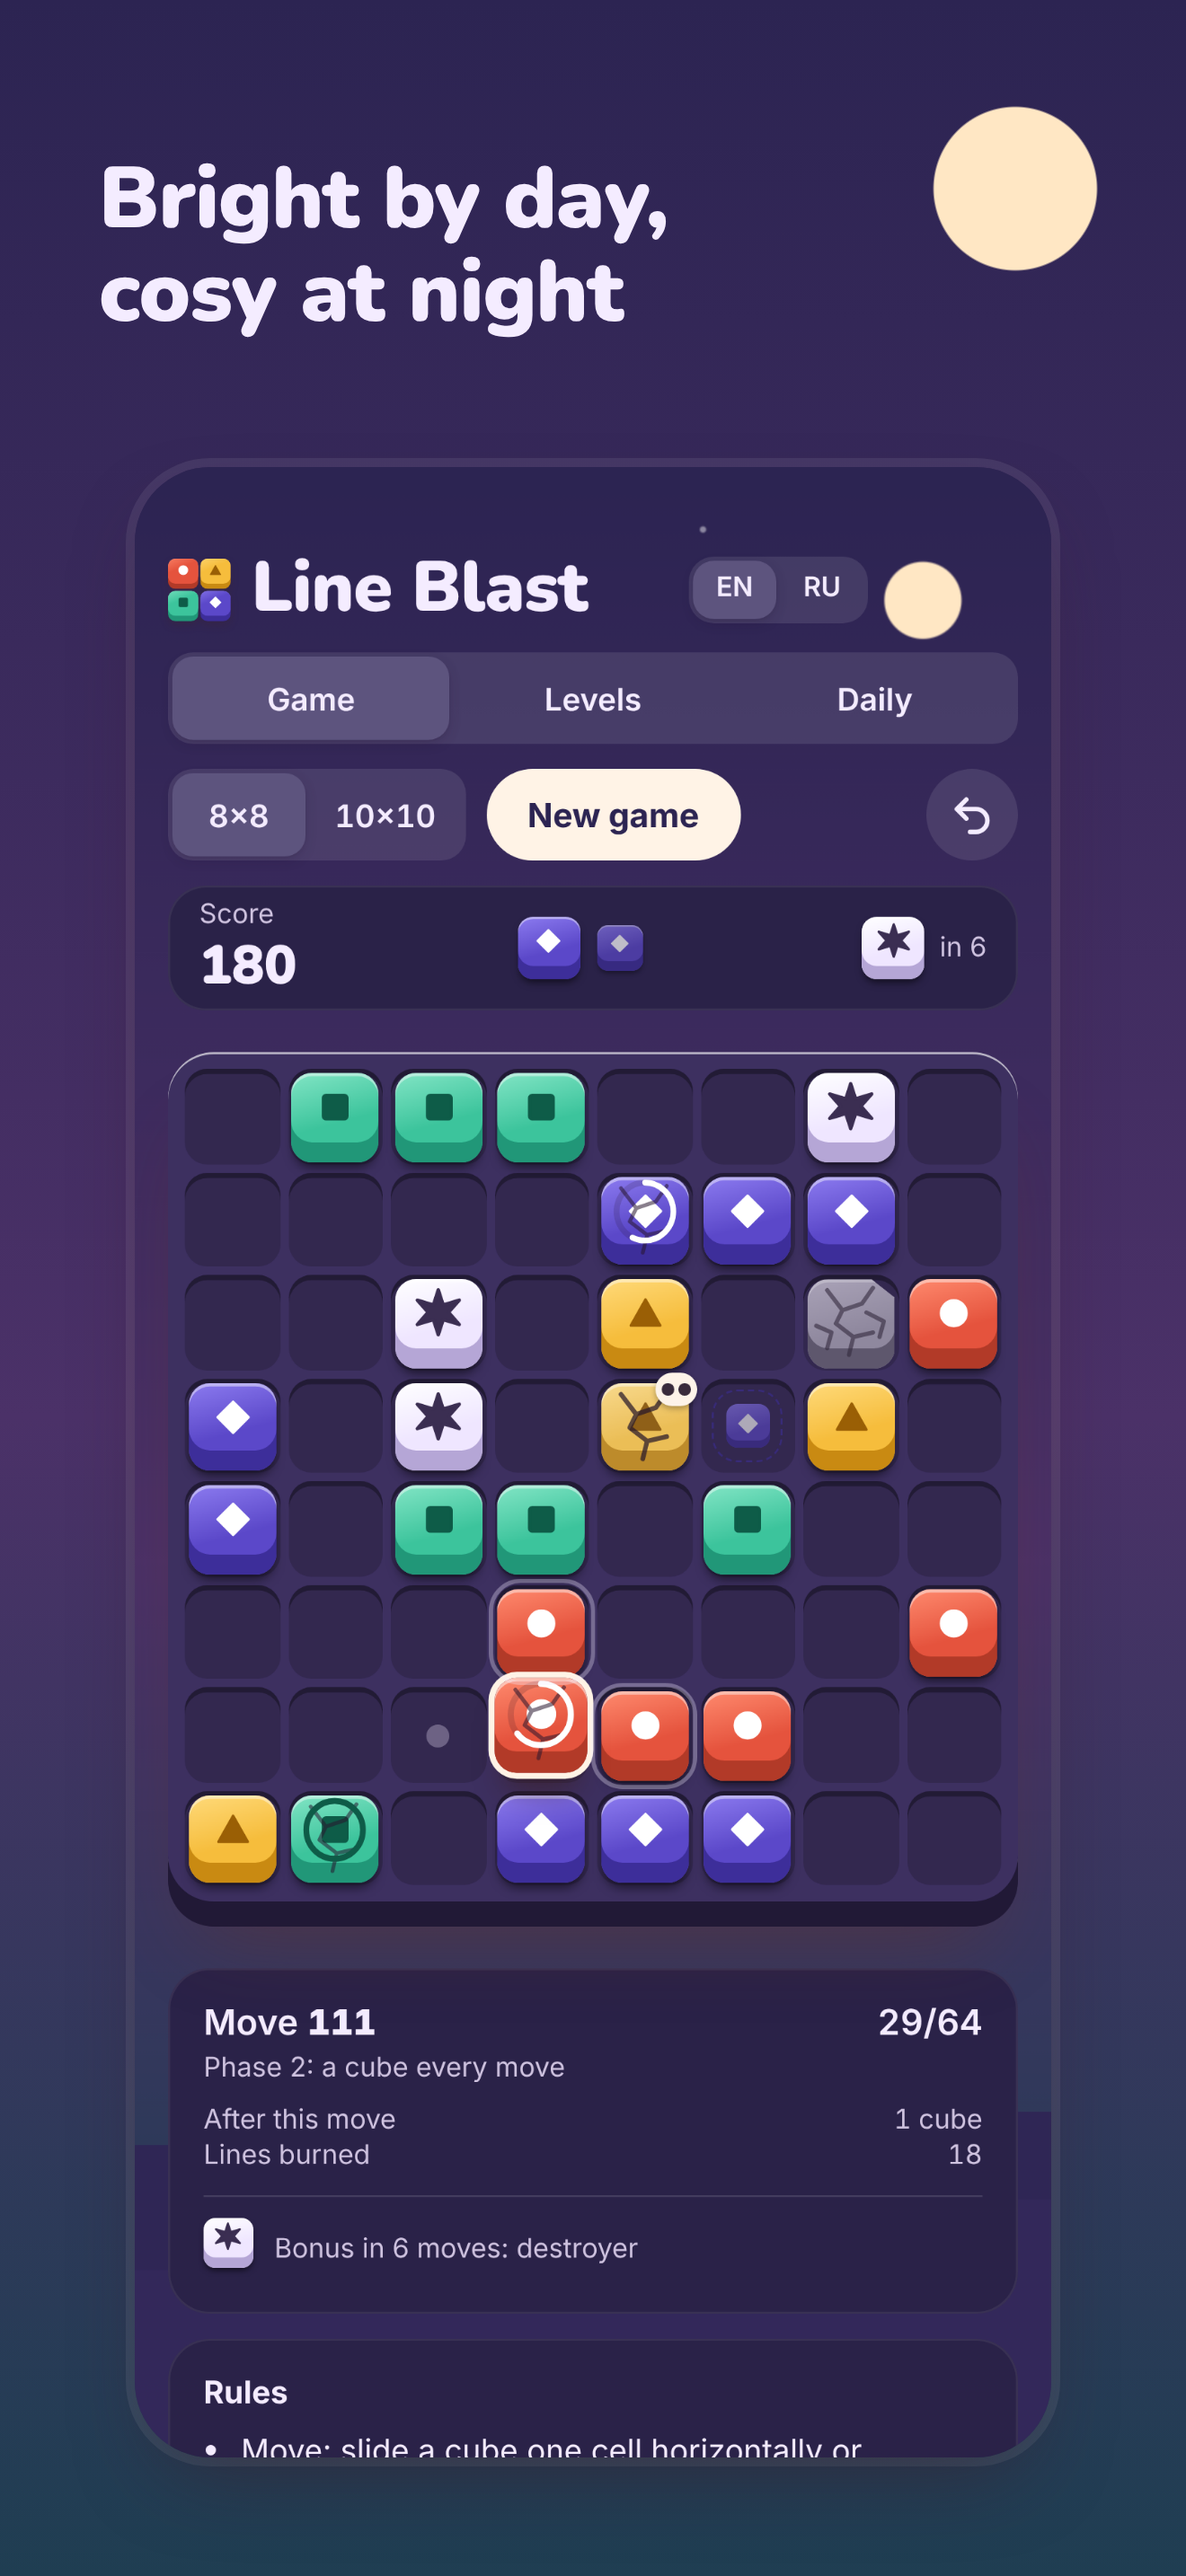 Bright by day,
cosy at night
Line Blast
EN RU
Game Levels Daily
8×8 10×10 New game
Score
180
in 6
Move 111 29/64
Phase 2: a cube every move
After this move 1 cube
Lines burned 18
Bonus in 6 moves: destroyer
Rules
• Move: slide a cube one cell horizontally or